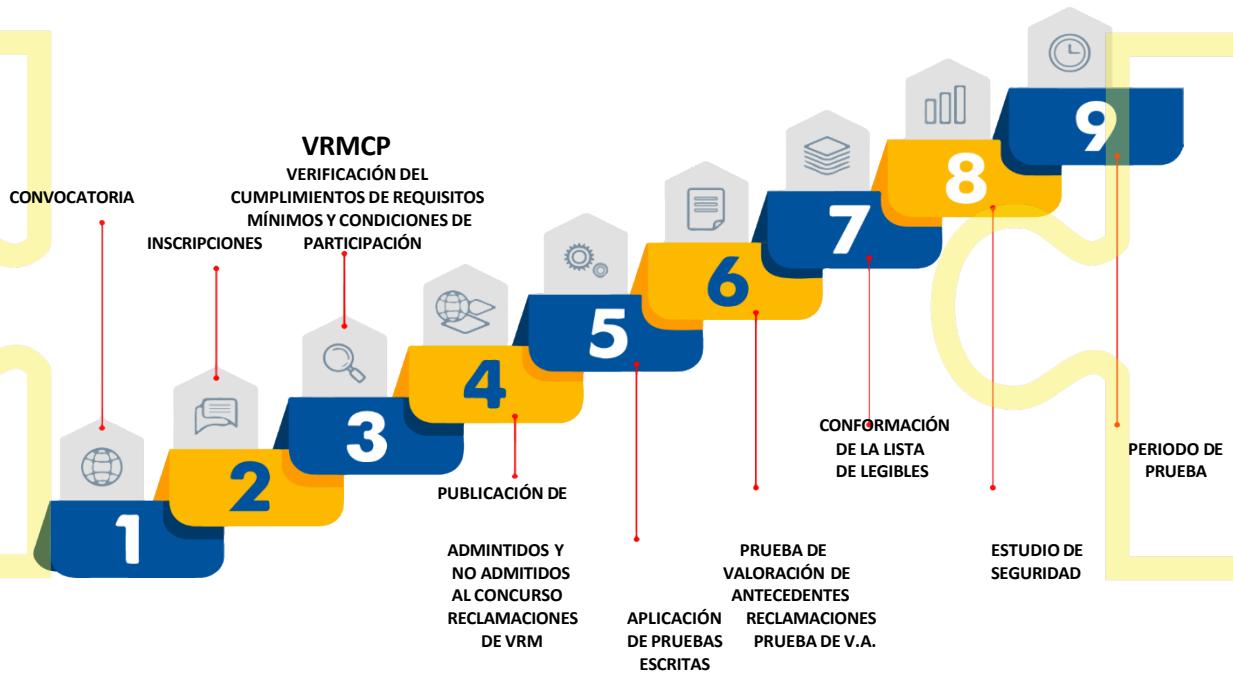 1
CONVOCATORIA
2
INSCRIPCIONES
3
VRMCP
VERIFICACIÓN DEL
CUMPLIMIENTOS DE REQUISITOS
MÍNIMOS Y CONDICIONES DE
PARTICIPACIÓN
4
PUBLICACIÓN DE
ADMINTIDOS Y
NO ADMITIDOS
AL CONCURSO
RECLAMACIONES
DE VRM
5
APLICACIÓN
DE PRUEBAS
ESCRITAS
6
PRUEBA DE
VALORACIÓN DE
ANTECEDENTES
RECLAMACIONES
PRUEBA DE V.A.
7
CONFORMACIÓN
DE LA LISTA
DE LEGIBLES
8
ESTUDIO DE
SEGURIDAD
9
PERIODO DE
PRUEBA